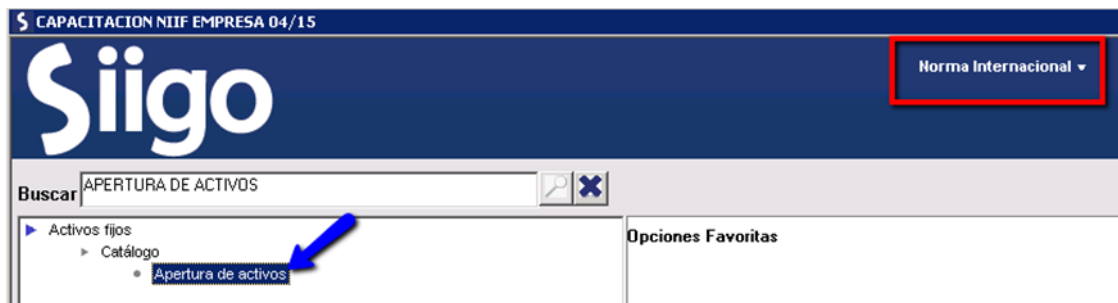 CAPACITACION NIIF EMPRESA 04/15
Siigo
Norma Internacional
Buscar APERTURA DE ACTIVOS
Activos fijos
Catálogo
Apertura de activos
Opciones Favoritas